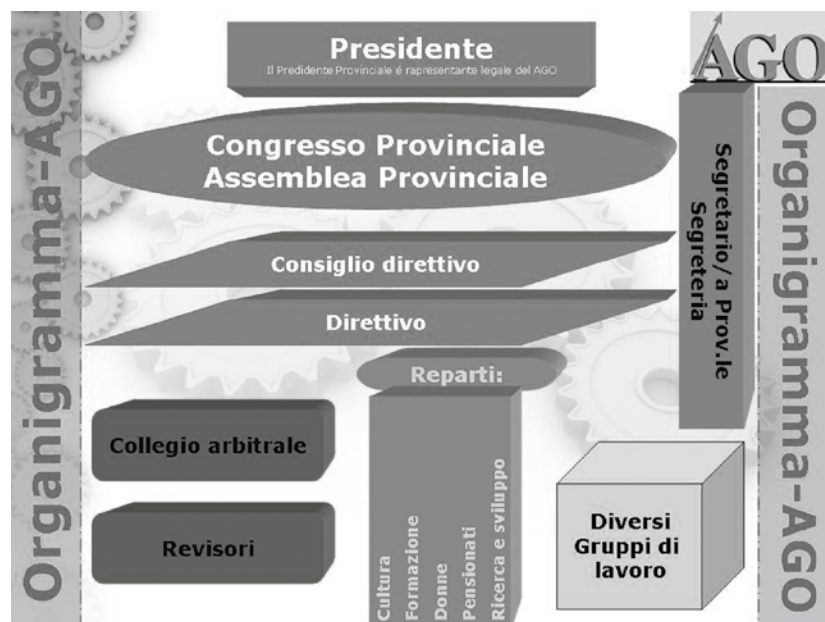 Organigramma-AGO
Presidente
Il Predidente Provinciale é rapresentante legale del AGO
AGO
Congresso Provinciale
Assemblea Provinciale
Segretario/a Prov.le
Segreteria
Organigramma-AGO
Consiglio direttivo
Direttivo
Reparti:
Cultura
Formazione
Donne
Pensionati
Ricerca e sviluppo
Collegio arbitrale
Revisori
Diversi
Gruppi di
lavoro